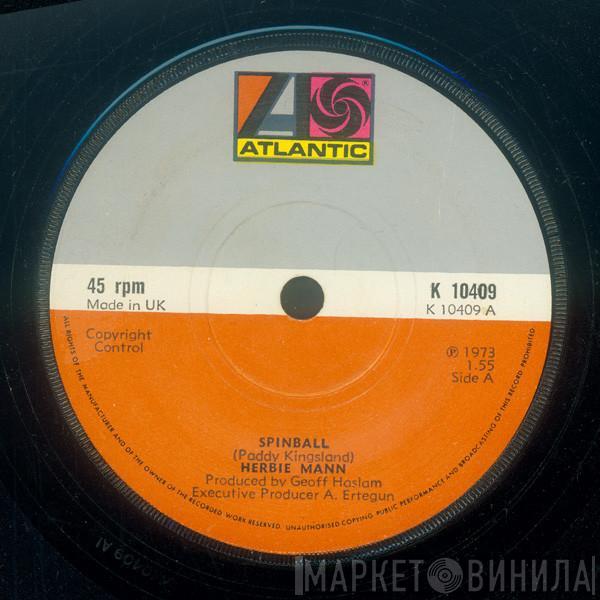 ATLANTIC
®
45 rpm
Made in UK
K 10409
K 10409 A
Copyright
Control
℗ 1973
1.55
Side A
SPINBALL
(Paddy Kingsland)
HERBIE MANN
Produced by Geoff Haslam
Executive Producer A. Ertegun
ALL RIGHTS OF THE MANUFACTURER AND OF THE OWNER OF THE RECORDED WORK RESERVED. UNAUTHORISED COPYING PUBLIC PERFORMANCE AND BROADCASTING OF THIS RECORD PROHIBITED
МАРКЕТ ВИНИЛА